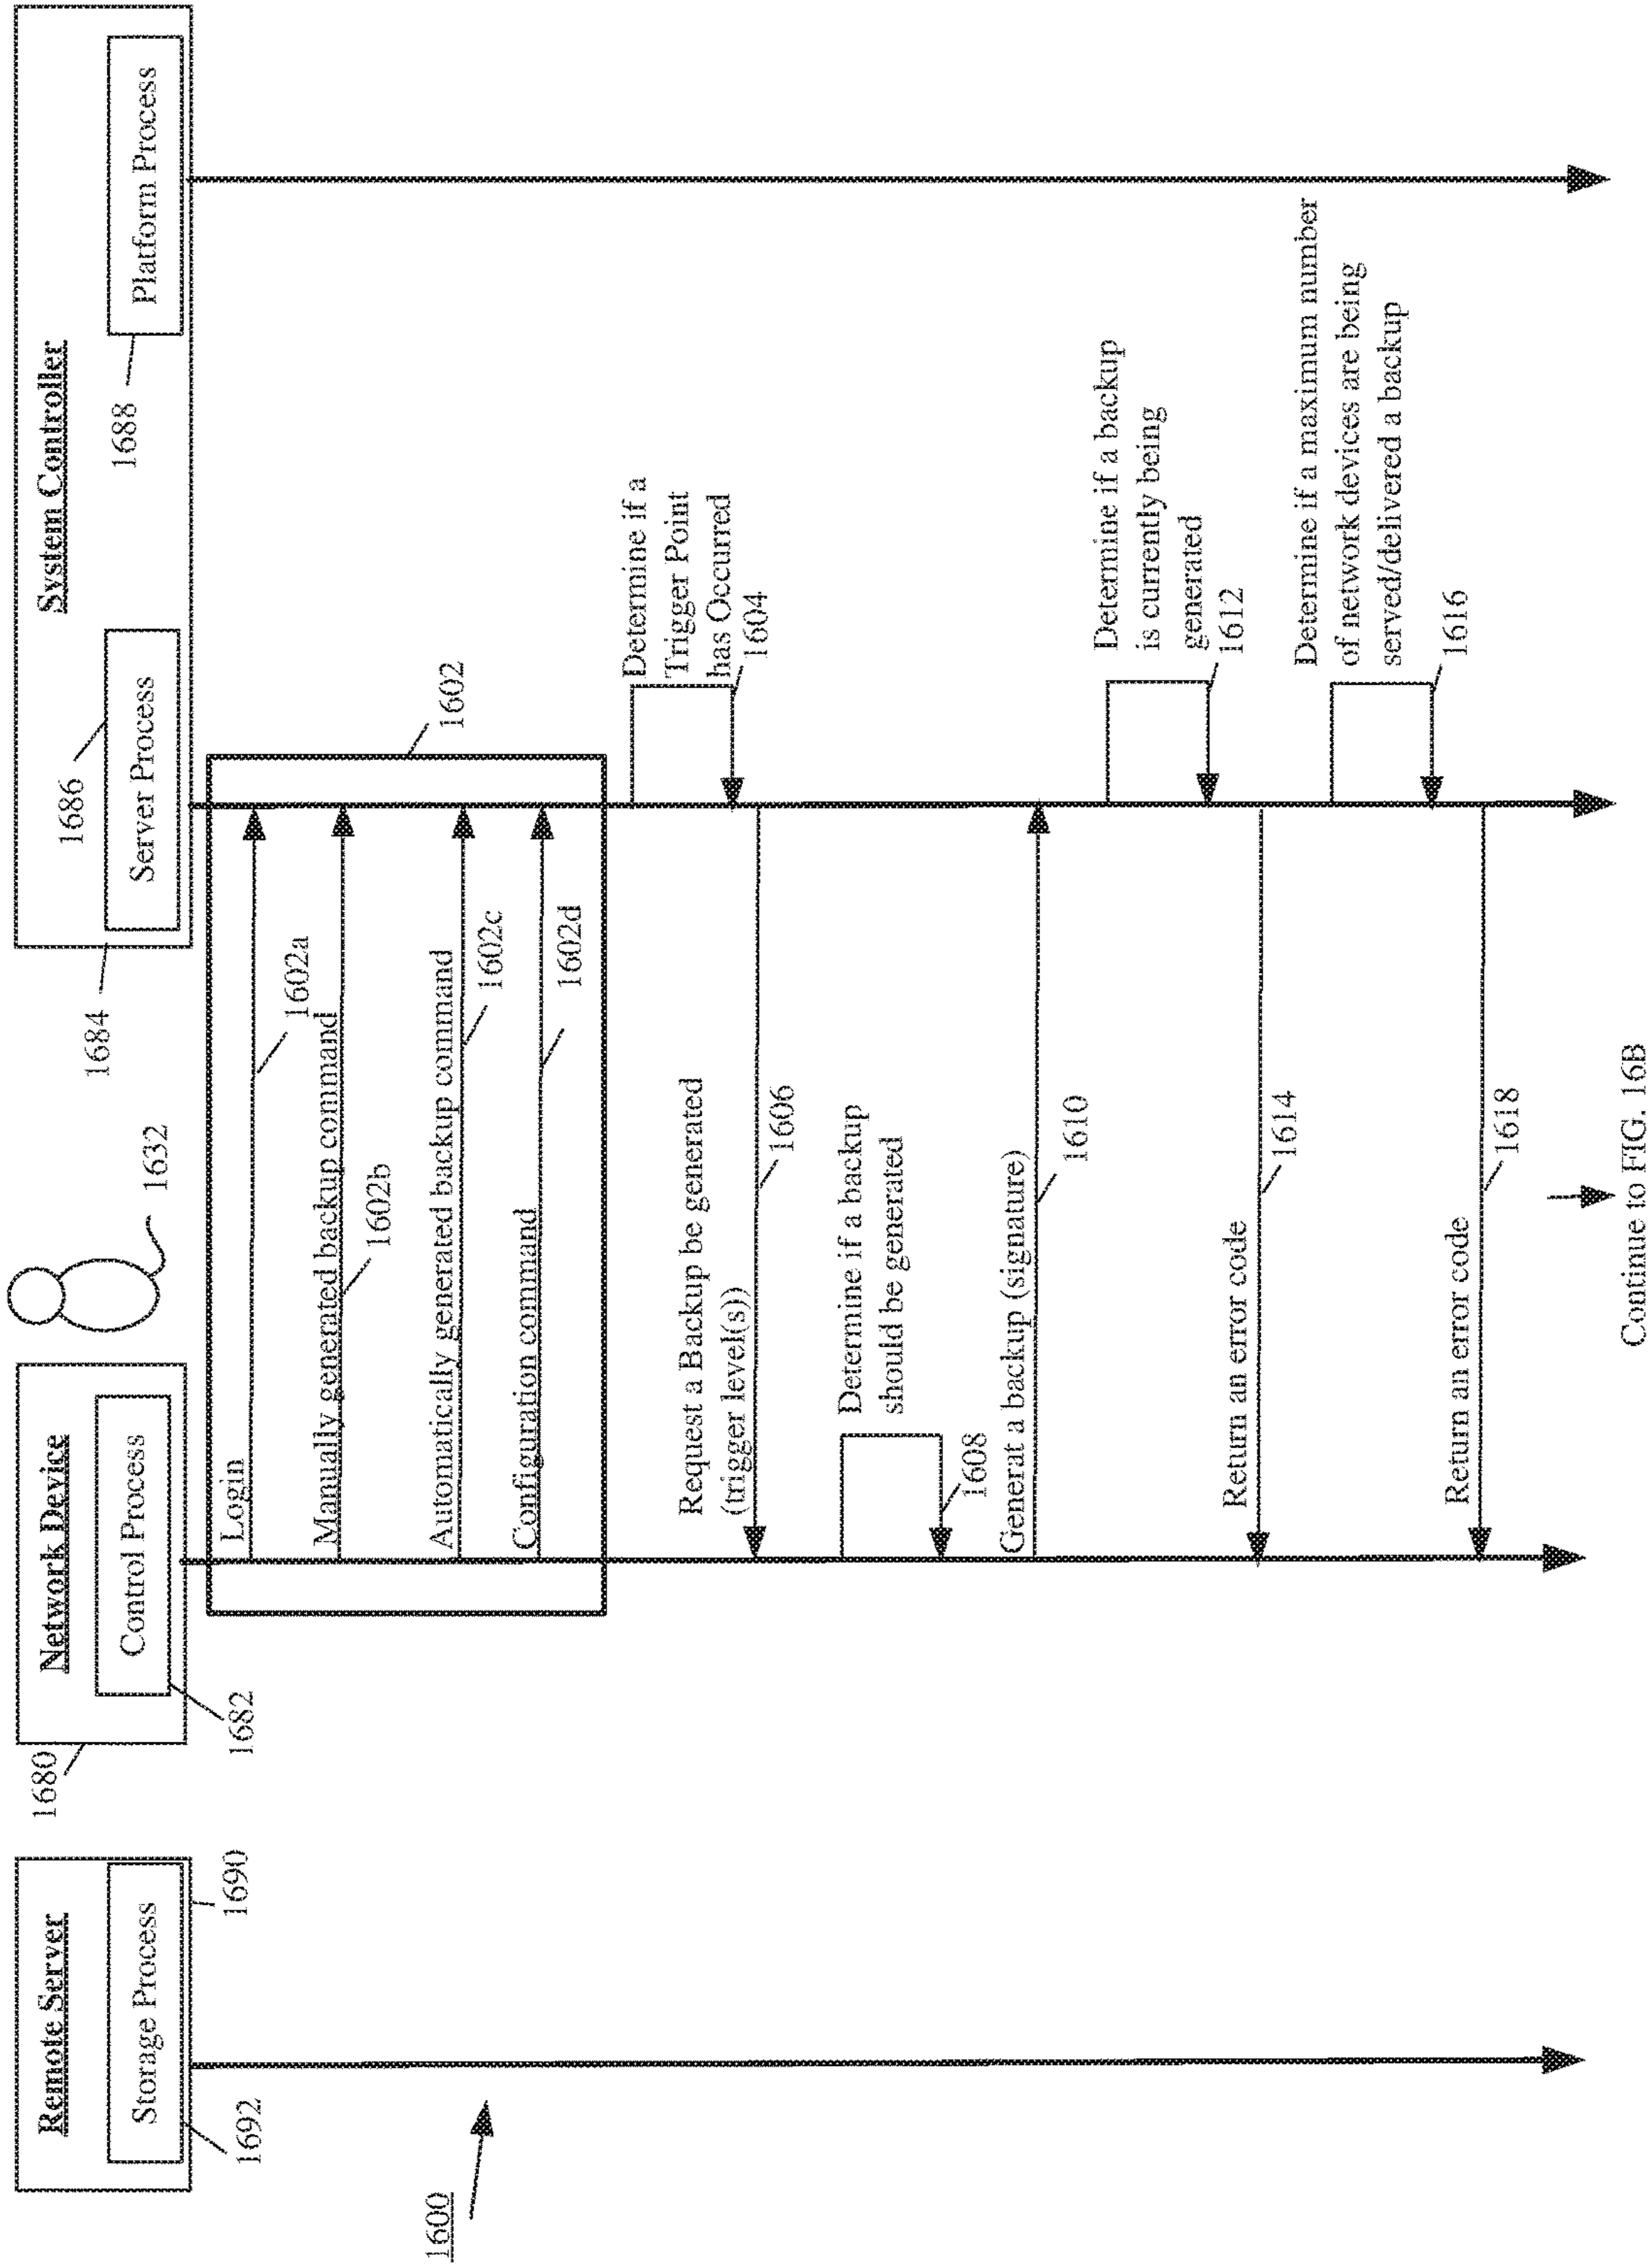 Remote Server
Storage Process
1692
1690
Network Device
Control Process
1680
1682
1632
System Controller
Server Process
Platform Process
1684
1686
1688
1600
1602
Login
1602a
Manually generated backup command
1602b
Automatically generated backup command
1602c
Configuration command
1602d
Determine if a
Trigger Point
has Occurred
1604
Request a Backup be generated
(trigger level(s))
1606
Determine if a backup
should be generated
1608
Generat a backup (signature)
1610
Determine if a backup
is currently being
generated
1612
Return an error code
1614
Determine if a maximum number
of network devices are being
served/delivered a backup
1616
Return an error code
1618
Continue to FIG. 16B